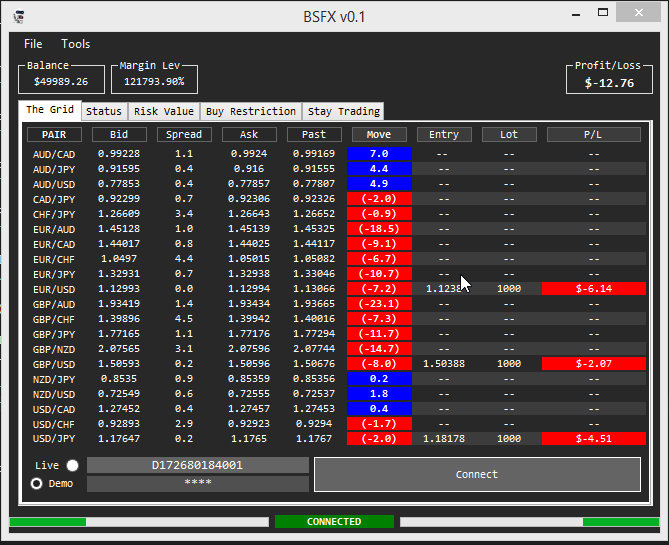 BSFX v0.1
File Tools
Balance Margin Lev Profit/Loss
$49989.26 121793.90% $-12.76
The Grid Status Risk Value Buy Restriction Stay Trading
PAIR Bid Spread Ask Past Move Entry Lot P/L
AUD/CAD 0.99228 1.1 0.9924 0.99169 7.0 -- -- --
AUD/JPY 0.91595 0.4 0.916 0.91555 4.4 -- -- --
AUD/USD 0.77853 0.4 0.77857 0.77807 4.9 -- -- --
CAD/JPY 0.92299 0.7 0.92306 0.92326 (-2.0) -- -- --
CHF/JPY 1.26609 3.4 1.26643 1.26652 (-0.9) -- -- --
EUR/AUD 1.45128 1.0 1.45139 1.45325 (-18.5) -- -- --
EUR/CAD 1.44017 0.8 1.44025 1.44117 (-9.1) -- -- --
EUR/CHF 1.0497 4.4 1.05015 1.05082 (-6.7) -- -- --
EUR/JPY 1.32931 0.7 1.32938 1.33046 (-10.7) -- -- --
EUR/USD 1.12993 0.0 1.12994 1.13066 (-7.2) 1000 $-6.14
GBP/AUD 1.93419 1.4 1.93434 1.93665 (-23.1) -- -- --
GBP/CHF 1.39896 4.5 1.39942 1.40016 (-7.3) -- -- --
GBP/JPY 1.77165 1.1 1.77176 1.77294 (-11.7) -- -- --
GBP/NZD 2.07565 3.1 2.07596 2.07744 (-14.7) -- -- --
GBP/USD 1.50593 0.2 1.50596 1.50676 (-8.0) 1.50388 1000 $-2.07
NZD/JPY 0.8535 0.9 0.85359 0.85356 0.2 -- -- --
NZD/USD 0.72549 0.6 0.72555 0.72537 1.8 -- -- --
USD/CAD 1.27452 0.4 1.27457 1.27453 0.4 -- -- --
USD/CHF 0.92893 2.9 0.92923 0.9294 (-1.7) -- -- --
USD/JPY 1.17647 0.2 1.1765 1.1767 (-2.0) 1.18178 1000 $-4.51
Live D172680184001
Demo **** Connect
CONNECTED